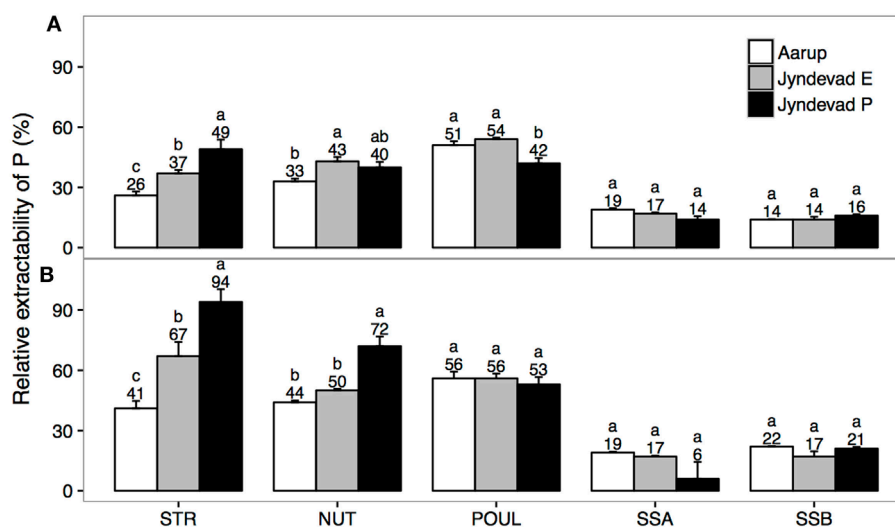 A
Relative extractability of P (%)
90
60
30
0
Aarup
Jyndevad E
Jyndevad P
c b a b a ab a a b a a a a a a
26 37 49 33 43 40 51 54 42 19 17 14 14 14 16
B
90
60
30
0
c b a b b a a a a a a a a a a
41 67 94 44 50 72 56 56 53 19 17 6 22 17 21
STR NUT POUL SSA SSB